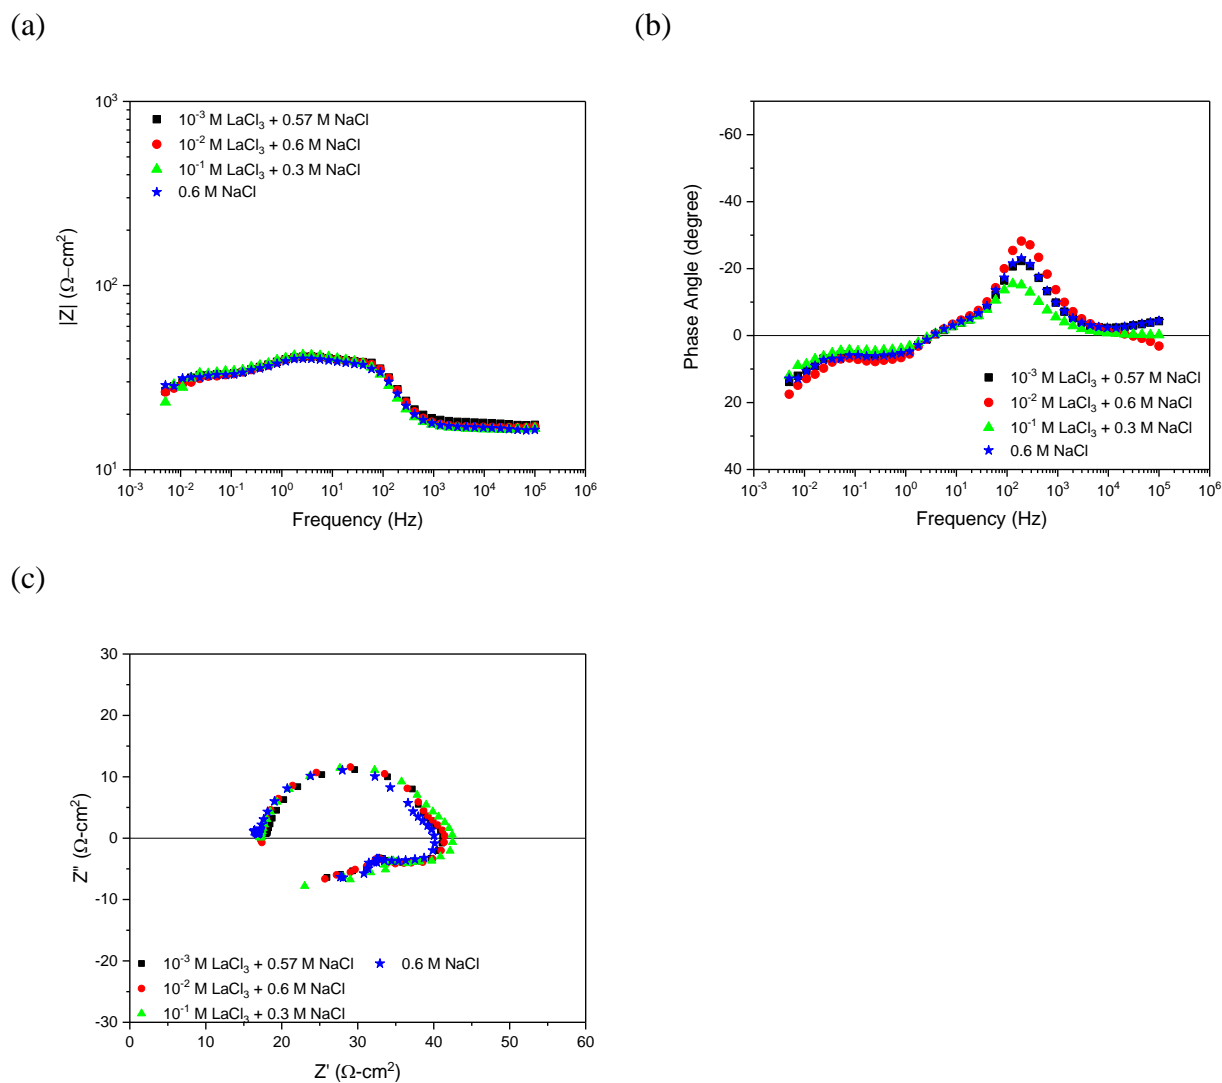 (a)
10³
10⁻³ M LaCl₃ + 0.57 M NaCl
10⁻² M LaCl₃ + 0.6 M NaCl
10⁻¹ M LaCl₃ + 0.3 M NaCl
0.6 M NaCl
|Z| (Ω−cm²)
10²
10¹
10⁻³ 10⁻² 10⁻¹ 10⁰ 10¹ 10² 10³ 10⁴ 10⁵ 10⁶
Frequency (Hz)
(b)
-60
-40
-20
0
20
40
Phase Angle (degree)
10⁻³ M LaCl₃ + 0.57 M NaCl
10⁻² M LaCl₃ + 0.6 M NaCl
10⁻¹ M LaCl₃ + 0.3 M NaCl
0.6 M NaCl
10⁻³ 10⁻² 10⁻¹ 10⁰ 10¹ 10² 10³ 10⁴ 10⁵ 10⁶
Frequency (Hz)
(c)
30
20
10
0
-10
-20
-30
Z" (Ω-cm²)
10⁻³ M LaCl₃ + 0.57 M NaCl 0.6 M NaCl
10⁻² M LaCl₃ + 0.6 M NaCl
10⁻¹ M LaCl₃ + 0.3 M NaCl
0 10 20 30 40 50 60
Z' (Ω-cm²)